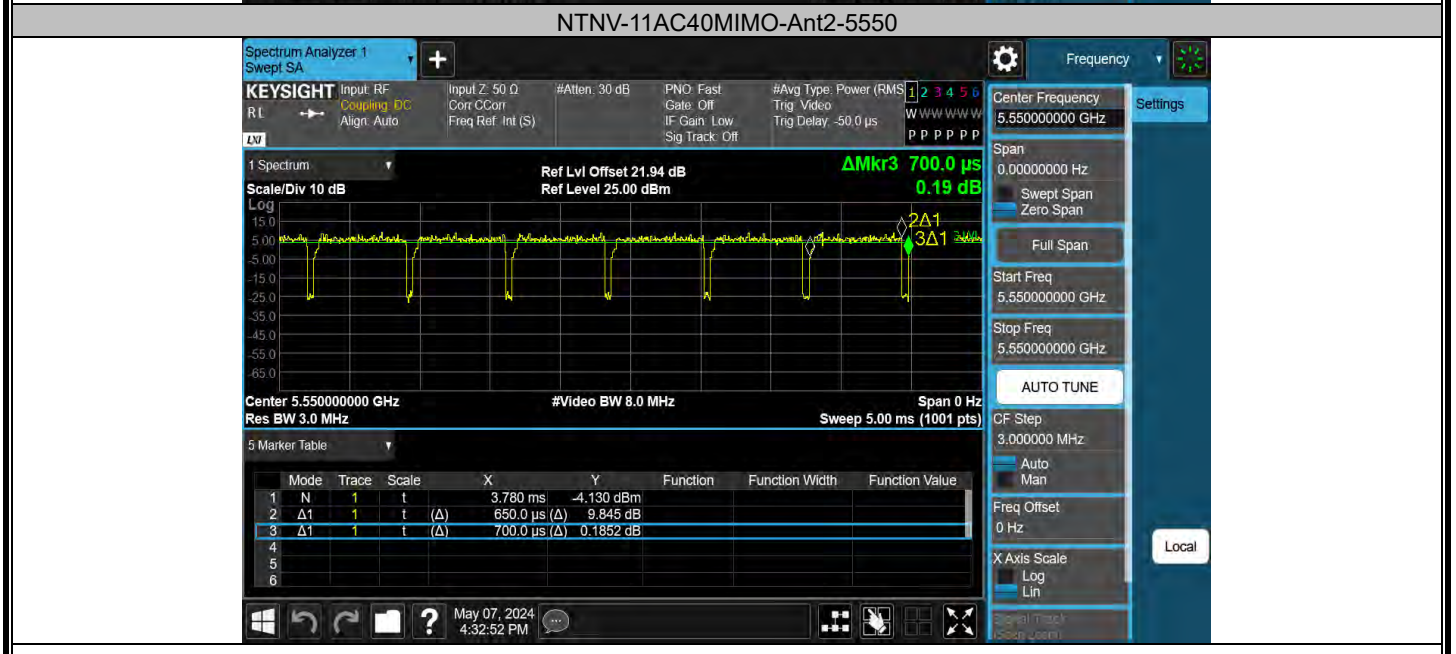 NTNV-11AC40MIMO-Ant2-5550
Spectrum Analyzer 1
Swept SA
+
Frequency
KEYSIGHT
RL
LXI
Input: RF
Coupling: DC
Align: Auto
Input Z: 50 Ω
Corr CCorr
Freq Ref: Int (S)
#Atten: 30 dB
PNO: Fast
Gate: Off
IF Gain: Low
Sig Track: Off
#Avg Type: Power (RMS
Trig: Video
Trig Delay: -50.0 µs
1 2 3 4 5 6
W W W W W W
P P P P P P
Center Frequency
5.550000000 GHz
Settings
1 Spectrum
Scale/Div 10 dB
Ref Lvl Offset 21.94 dB
Ref Level 25.00 dBm
ΔMkr3 700.0 µs
0.19 dB
Span
0.00000000 Hz
Swept Span
Zero Span
Log
15.0
5.00
-5.00
-15.0
-25.0
-35.0
-45.0
-55.0
-65.0
2Δ1
3Δ1
1
Full Span
Start Freq
5.550000000 GHz
Stop Freq
5.550000000 GHz
AUTO TUNE
Center 5.550000000 GHz
Res BW 3.0 MHz
#Video BW 8.0 MHz
Span 0 Hz
Sweep 5.00 ms (1001 pts)
CF Step
3.000000 MHz
Auto
Man
5 Marker Table
Mode Trace Scale X Y Function Function Width Function Value
1 N 1 t 3.780 ms -4.130 dBm
2 Δ1 1 t (Δ) 650.0 µs (Δ) 9.845 dB
3 Δ1 1 t (Δ) 700.0 µs (Δ) 0.1852 dB
4
5
6
Freq Offset
0 Hz
X Axis Scale
Log
Lin
Local
Signal Track
(Span Zoom)
?
May 07, 2024
4:32:52 PM